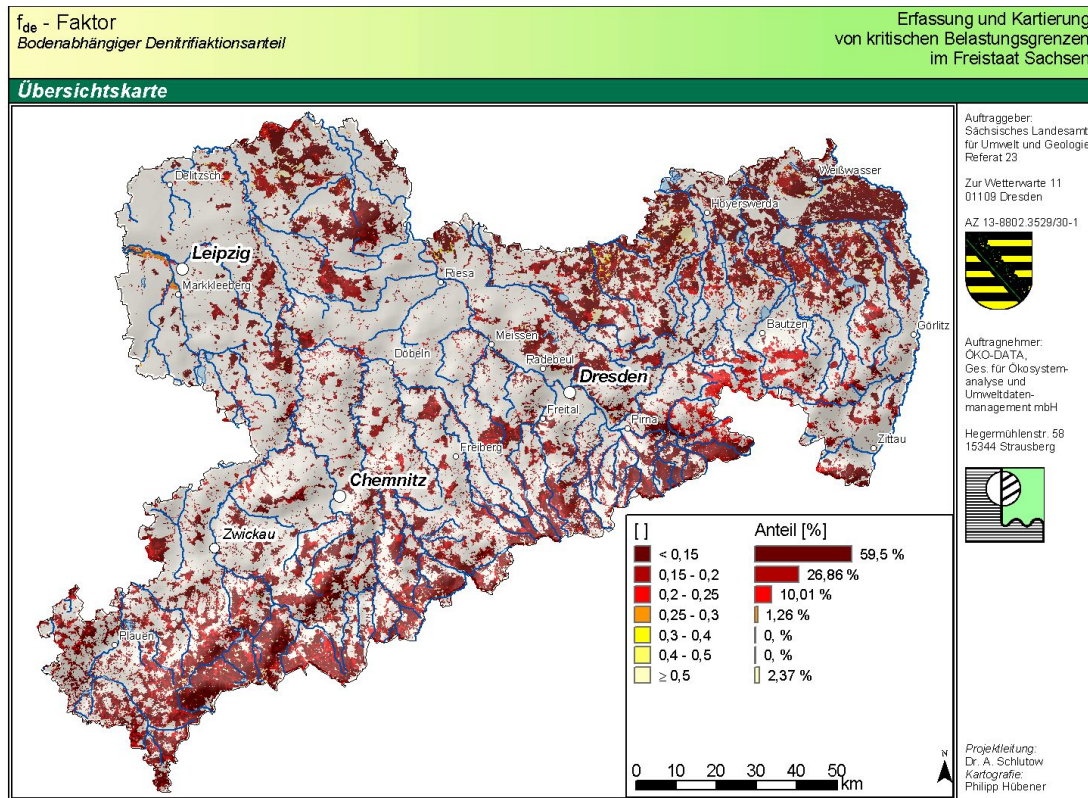 fde - Faktor
Bodenabhängiger Denitrifiaktionsanteil
Erfassung und Kartierung
von kritischen Belastungsgrenzen
im Freistaat Sachsen
Übersichtskarte
Delitzsch
Leipzig
Markkleeberg
Riesa
Döbeln
Meissen
Radebeul
Dresden
Freital
Pirna
Freiberg
Chemnitz
Zwickau
Plauen
Weißwasser
Hoyerswerda
Bautzen
Görlitz
Zittau
[ ]
Anteil [%]
< 0,15
59,5 %
0,15 - 0,2
26,86 %
0,2 - 0,25
10,01 %
0,25 - 0,3
1,26 %
0,3 - 0,4
0, %
0,4 - 0,5
0, %
≥ 0,5
2,37 %
0 10 20 30 40 50
km
N
Auftraggeber:
Sächsisches Landesamt
für Umwelt und Geologie
Referat 23
Zur Wetterwarte 11
01109 Dresden
AZ 13-8802.3529/30-1
Auftragnehmer:
ÖKO-DATA,
Ges. für Ökosystem-
analyse und
Umweltdaten-
management mbH
Hegermühlenstr. 58
15344 Strausberg
Projektleitung:
Dr. A. Schlutow
Kartografie:
Philipp Hübener